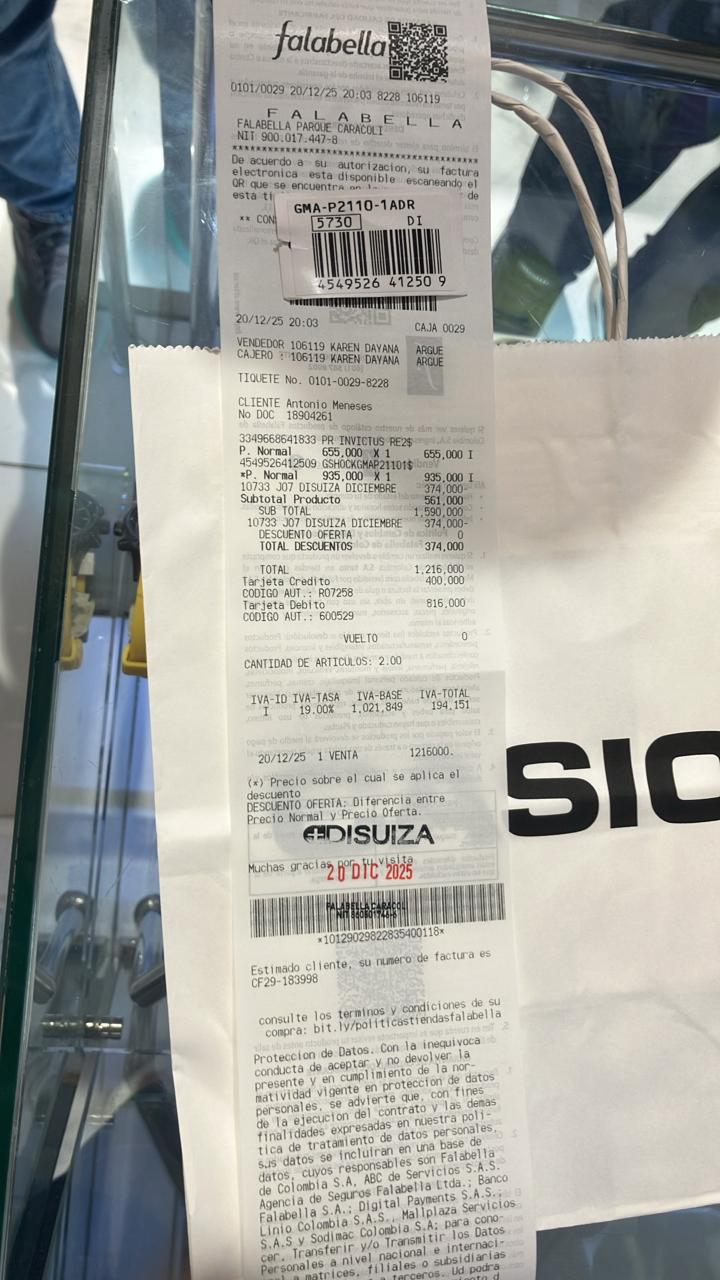 falabella
0101/0029 20/12/25 20:03 8228 106119
F A L A B E L L A
FALABELLA PARQUE CARACOLI
NIT 900.017.447-8
De acuerdo a su autorizacion, su factura
electronica esta disponible escaneando el
QR que se encuentra de
esta ti
** CON
GMA-P2110-1ADR
5730 DI
4549526 41250 9
20/12/25 20:03 CAJA 0029
VENDEDOR 106119 KAREN DAYANA ARGUE
CAJERO : 106119 KAREN DAYANA ARGUE
TIQUETE No. 0101-0029-8228
CLIENTE Antonio Meneses
No DOC 18904261
3349668641833 PR INVICTUS RE2$
P. Normal 655,000 X 1 655,000 I
4549526412509 GSHOCKGMAP21101$
*P. Normal 935,000 X 1 935,000 I
10733 J07 DISUIZA DICIEMBRE 374,000-
Subtotal Producto 561,000
SUB TOTAL 1,590,000
10733 J07 DISUIZA DICIEMBRE 374,000-
DESCUENTO OFERTA 0
TOTAL DESCUENTOS 374,000
TOTAL 1,216,000
Tarjeta Credito 400,000
CODIGO AUT.: R07258
Tarjeta Debito 816,000
CODIGO AUT.: 600529
VUELTO 0
CANTIDAD DE ARTICULOS: 2.00
IVA-ID IVA-TASA IVA-BASE IVA-TOTAL
I 19.00% 1,021,849 194,151
20/12/25 1 VENTA 1216000.
(*) Precio sobre el cual se aplica el
descuento
DESCUENTO OFERTA: Diferencia entre
Precio Normal y Precio Oferta.
DISUIZA
Muchas gracias por tu visita
20 DIC 2025
FALABELLA CARACOL
*10129029822835400118*
Estimado cliente, su numero de factura es
CF29-183998
consulte los terminos y condiciones de su
compra: bit.ly/politicastiendasfalabella
Proteccion de Datos. Con la inequivoca
conducta de aceptar y no devolver la
presente y en cumplimiento de la nor-
matividad vigente en proteccion de datos
personales, se advierte que, con fines
de la ejecucion del contrato y las demas
finalidades expresadas en nuestra poli-
tica de tratamiento de datos personales,
sus datos se incluiran en una base de
datos, cuyos responsables son Falabella
de Colombia S.A, ABC de Servicios S.A.S.
Agencia de Seguros Falabella Ltda.; Banco
Falabella S.A.; Digital Payments S.A.S.;
Linio Colombia S.A.S., Mallplaza Servicios
S.A.S y Sodimac Colombia S.A; para cono-
cer, Transferir y/o Transmitir los Datos
Personales a nivel nacional e internaci-
a matrices, filiales o subsidiarias
a terceros. Ud podra
SIO